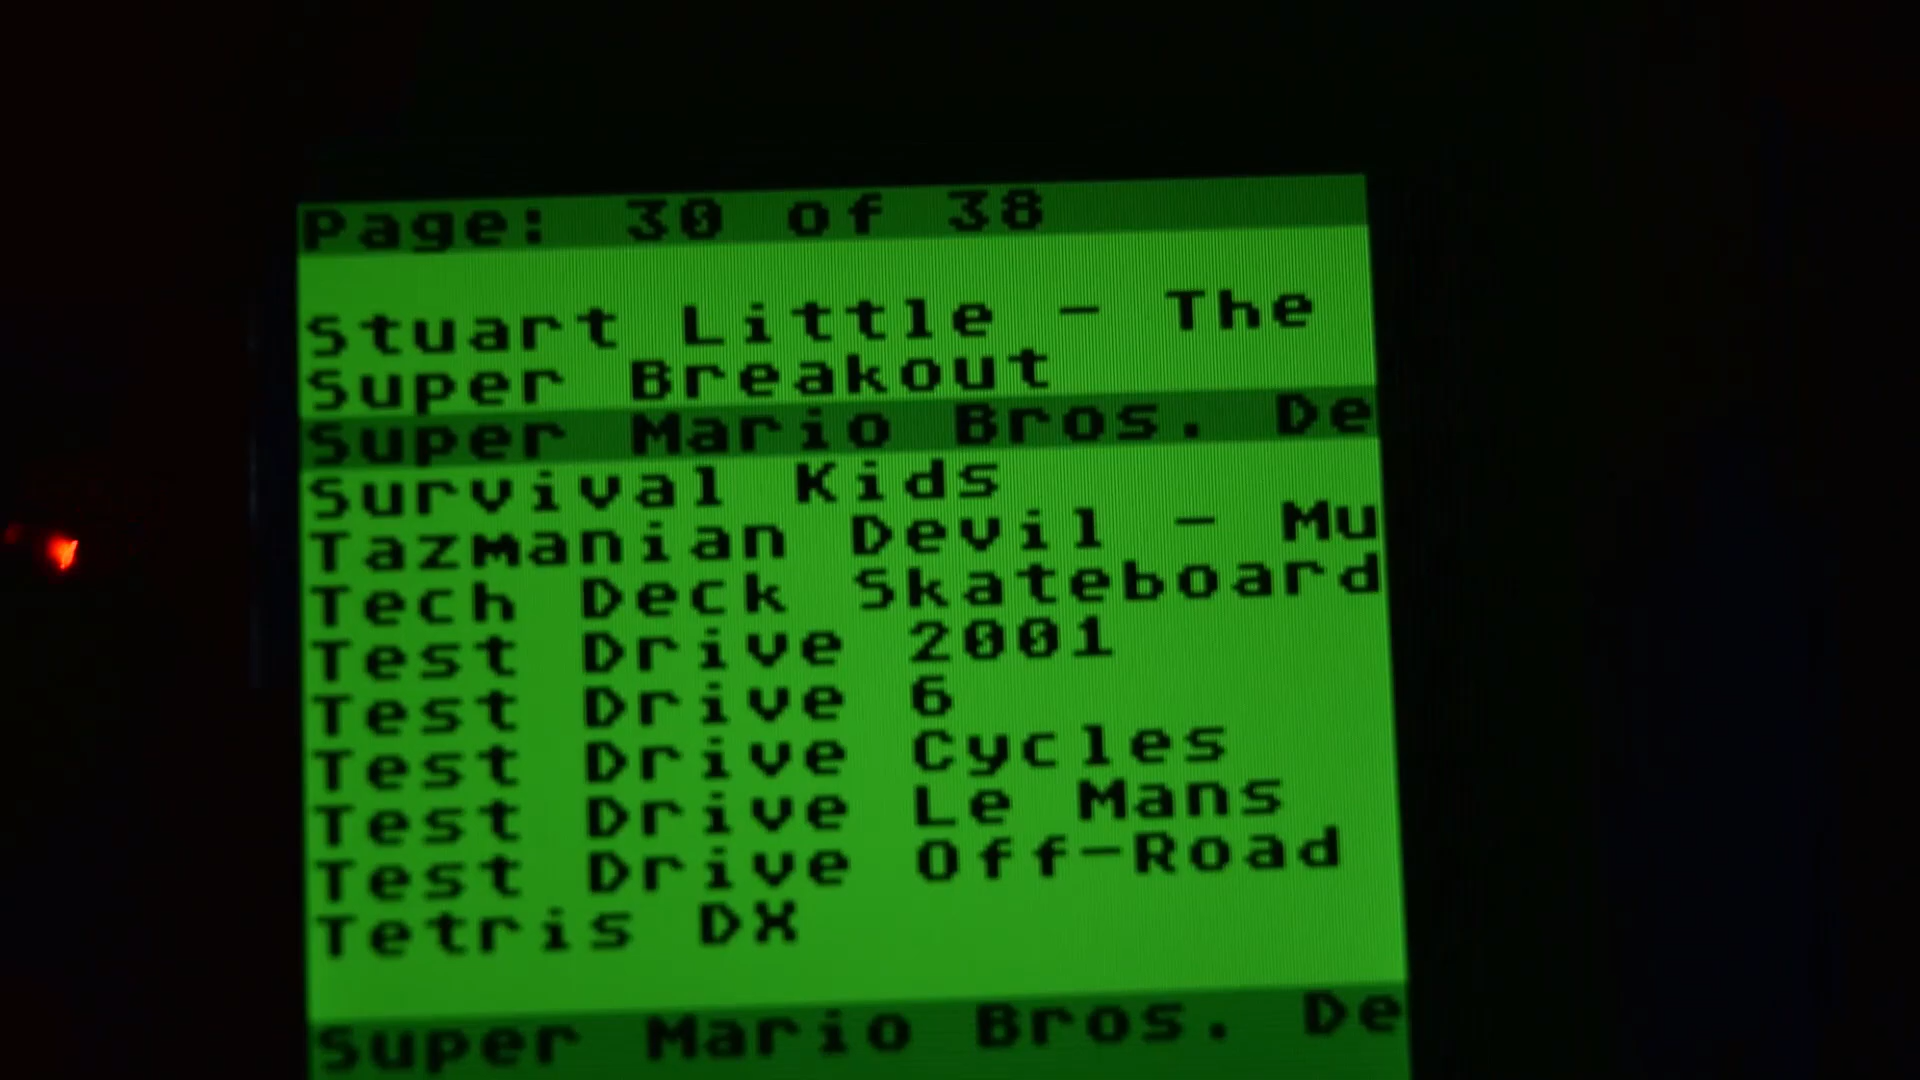 Page: 30 of 38
Stuart Little - The
Super Breakout
Super Mario Bros. De
Survival Kids
Tazmanian Devil - Mu
Tech Deck Skateboard
Test Drive 2001
Test Drive 6
Test Drive Cycles
Test Drive Le Mans
Test Drive Off-Road
Tetris DX
Super Mario Bros. De